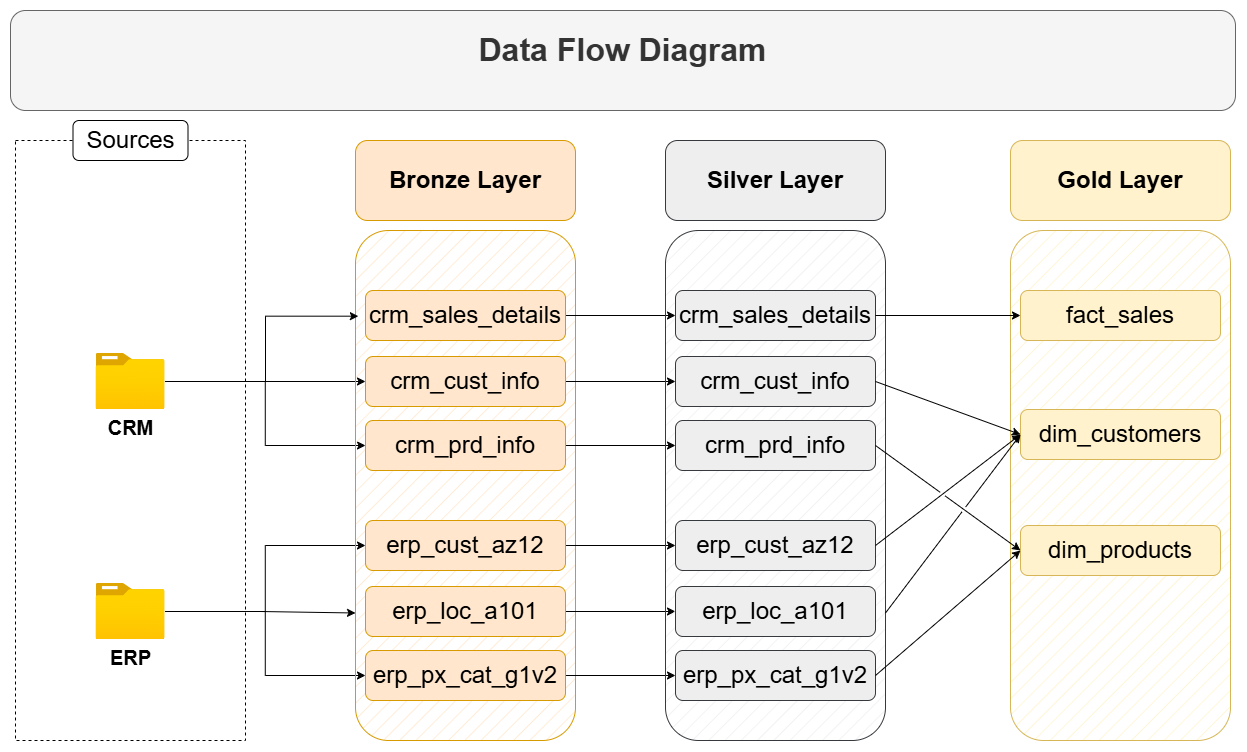 Data Flow Diagram
Sources
CRM
ERP
Bronze Layer
crm_sales_details
crm_cust_info
crm_prd_info
erp_cust_az12
erp_loc_a101
erp_px_cat_g1v2
Silver Layer
crm_sales_details
crm_cust_info
crm_prd_info
erp_cust_az12
erp_loc_a101
erp_px_cat_g1v2
Gold Layer
fact_sales
dim_customers
dim_products